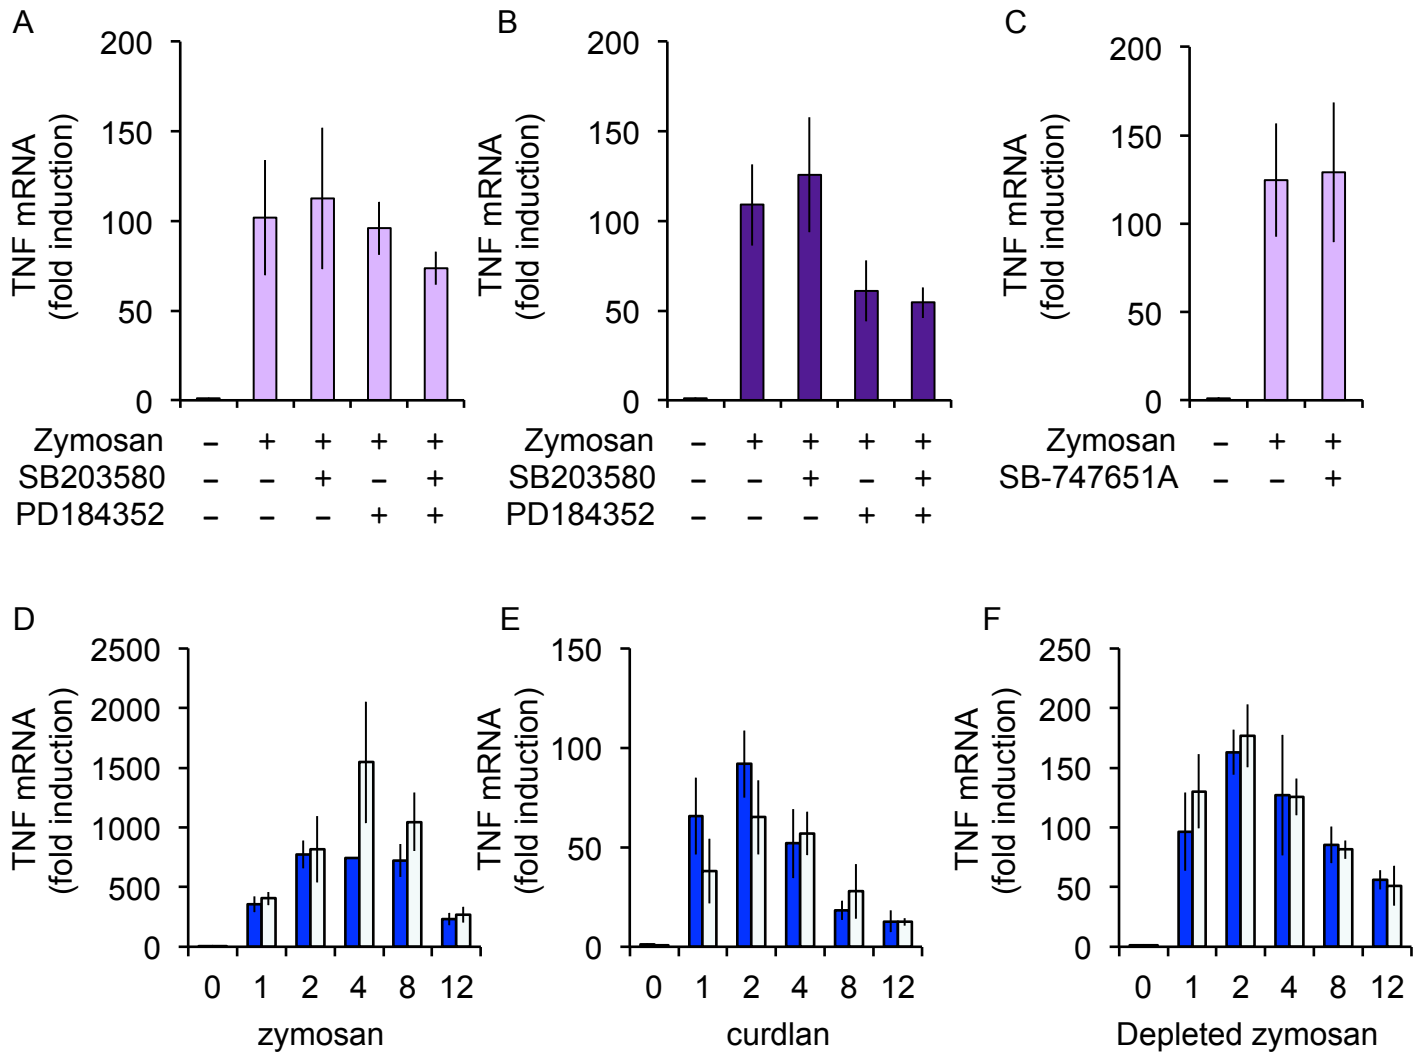 A
TNF mRNA
(fold induction)
200
150
100
50
0
Zymosan – + + + +
SB203580 – – + – +
PD184352 – – – + +
B
TNF mRNA
(fold induction)
200
150
100
50
0
Zymosan – + + + +
SB203580 – – + – +
PD184352 – – – + +
C
TNF mRNA
(fold induction)
200
150
100
50
0
Zymosan – + +
SB-747651A – – +
D
TNF mRNA
(fold induction)
2500
2000
1500
1000
500
0
0 1 2 4 8 12
zymosan
E
TNF mRNA
(fold induction)
150
100
50
0
0 1 2 4 8 12
curdlan
F
TNF mRNA
(fold induction)
250
200
150
100
50
0
0 1 2 4 8 12
Depleted zymosan